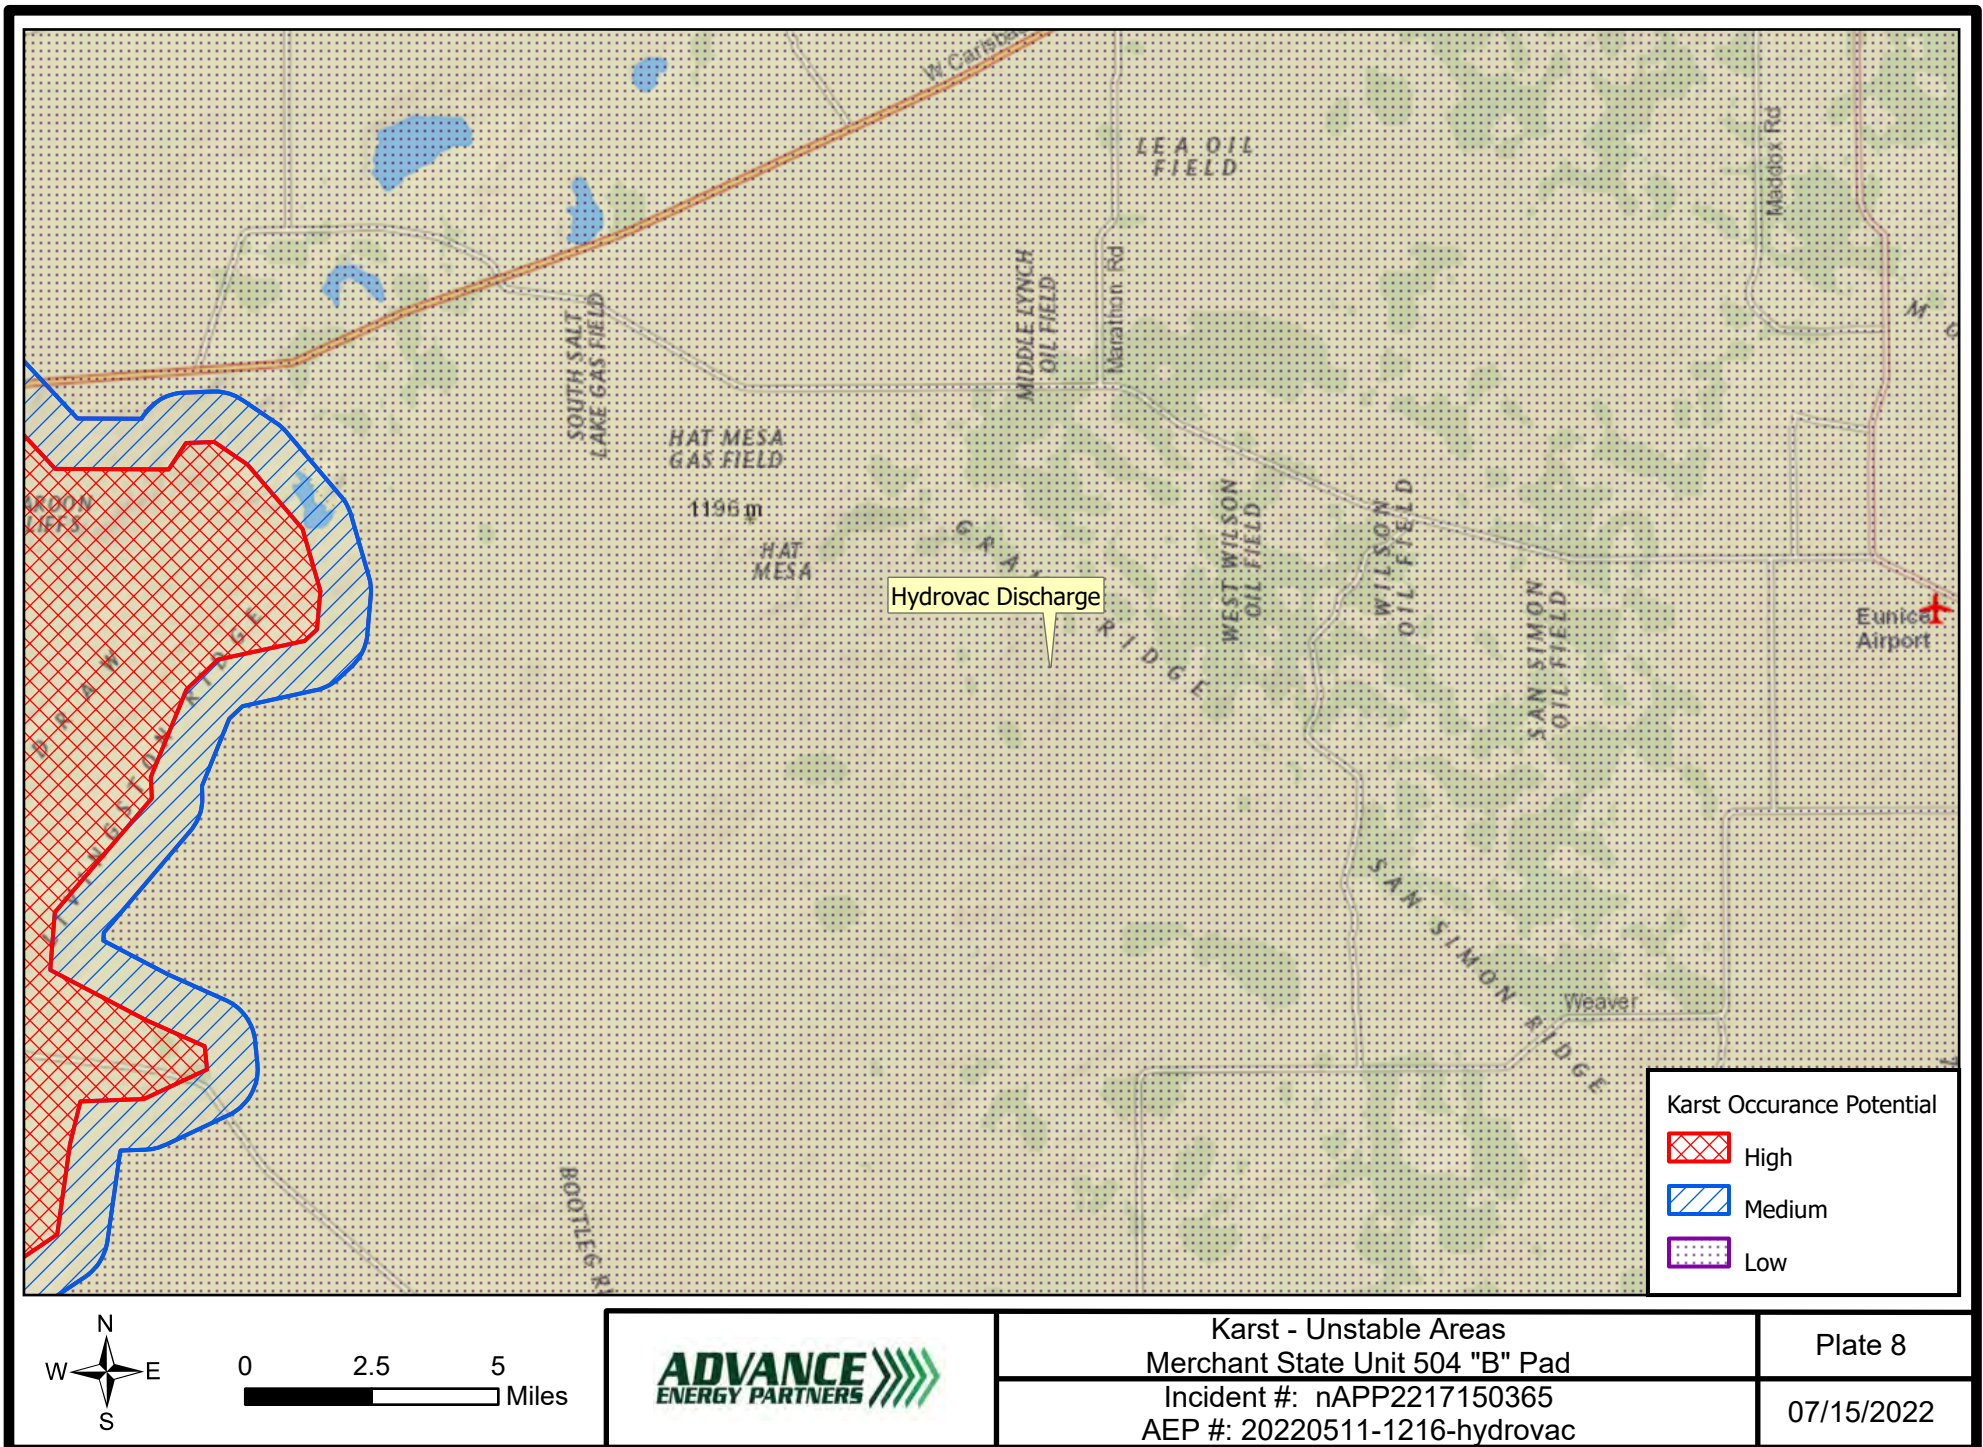 W Carlsbad
LEA OIL
FIELD
Maddox Rd
MIDDLE LYNCH
OIL FIELD
Marathon Rd
SOUTH SALT
LAKE GAS FIELD
HAT MESA
GAS FIELD
1196 m
HAT
MESA
GRAMA RIDGE
Hydrovac Discharge
WEST WILSON
OIL FIELD
WILSON
OIL FIELD
SAN SIMON
OIL FIELD
Eunice
Airport
DRAW
LIVINGSTON RIDGE
SAN SIMON RIDGE
Weaver
BOOTLEG
Karst Occurance Potential
High
Medium
Low
N
W E
S
0 2.5 5
Miles
ADVANCE
ENERGY PARTNERS
Karst - Unstable Areas
Merchant State Unit 504 "B" Pad
Incident #: nAPP2217150365
AEP #: 20220511-1216-hydrovac
Plate 8
07/15/2022